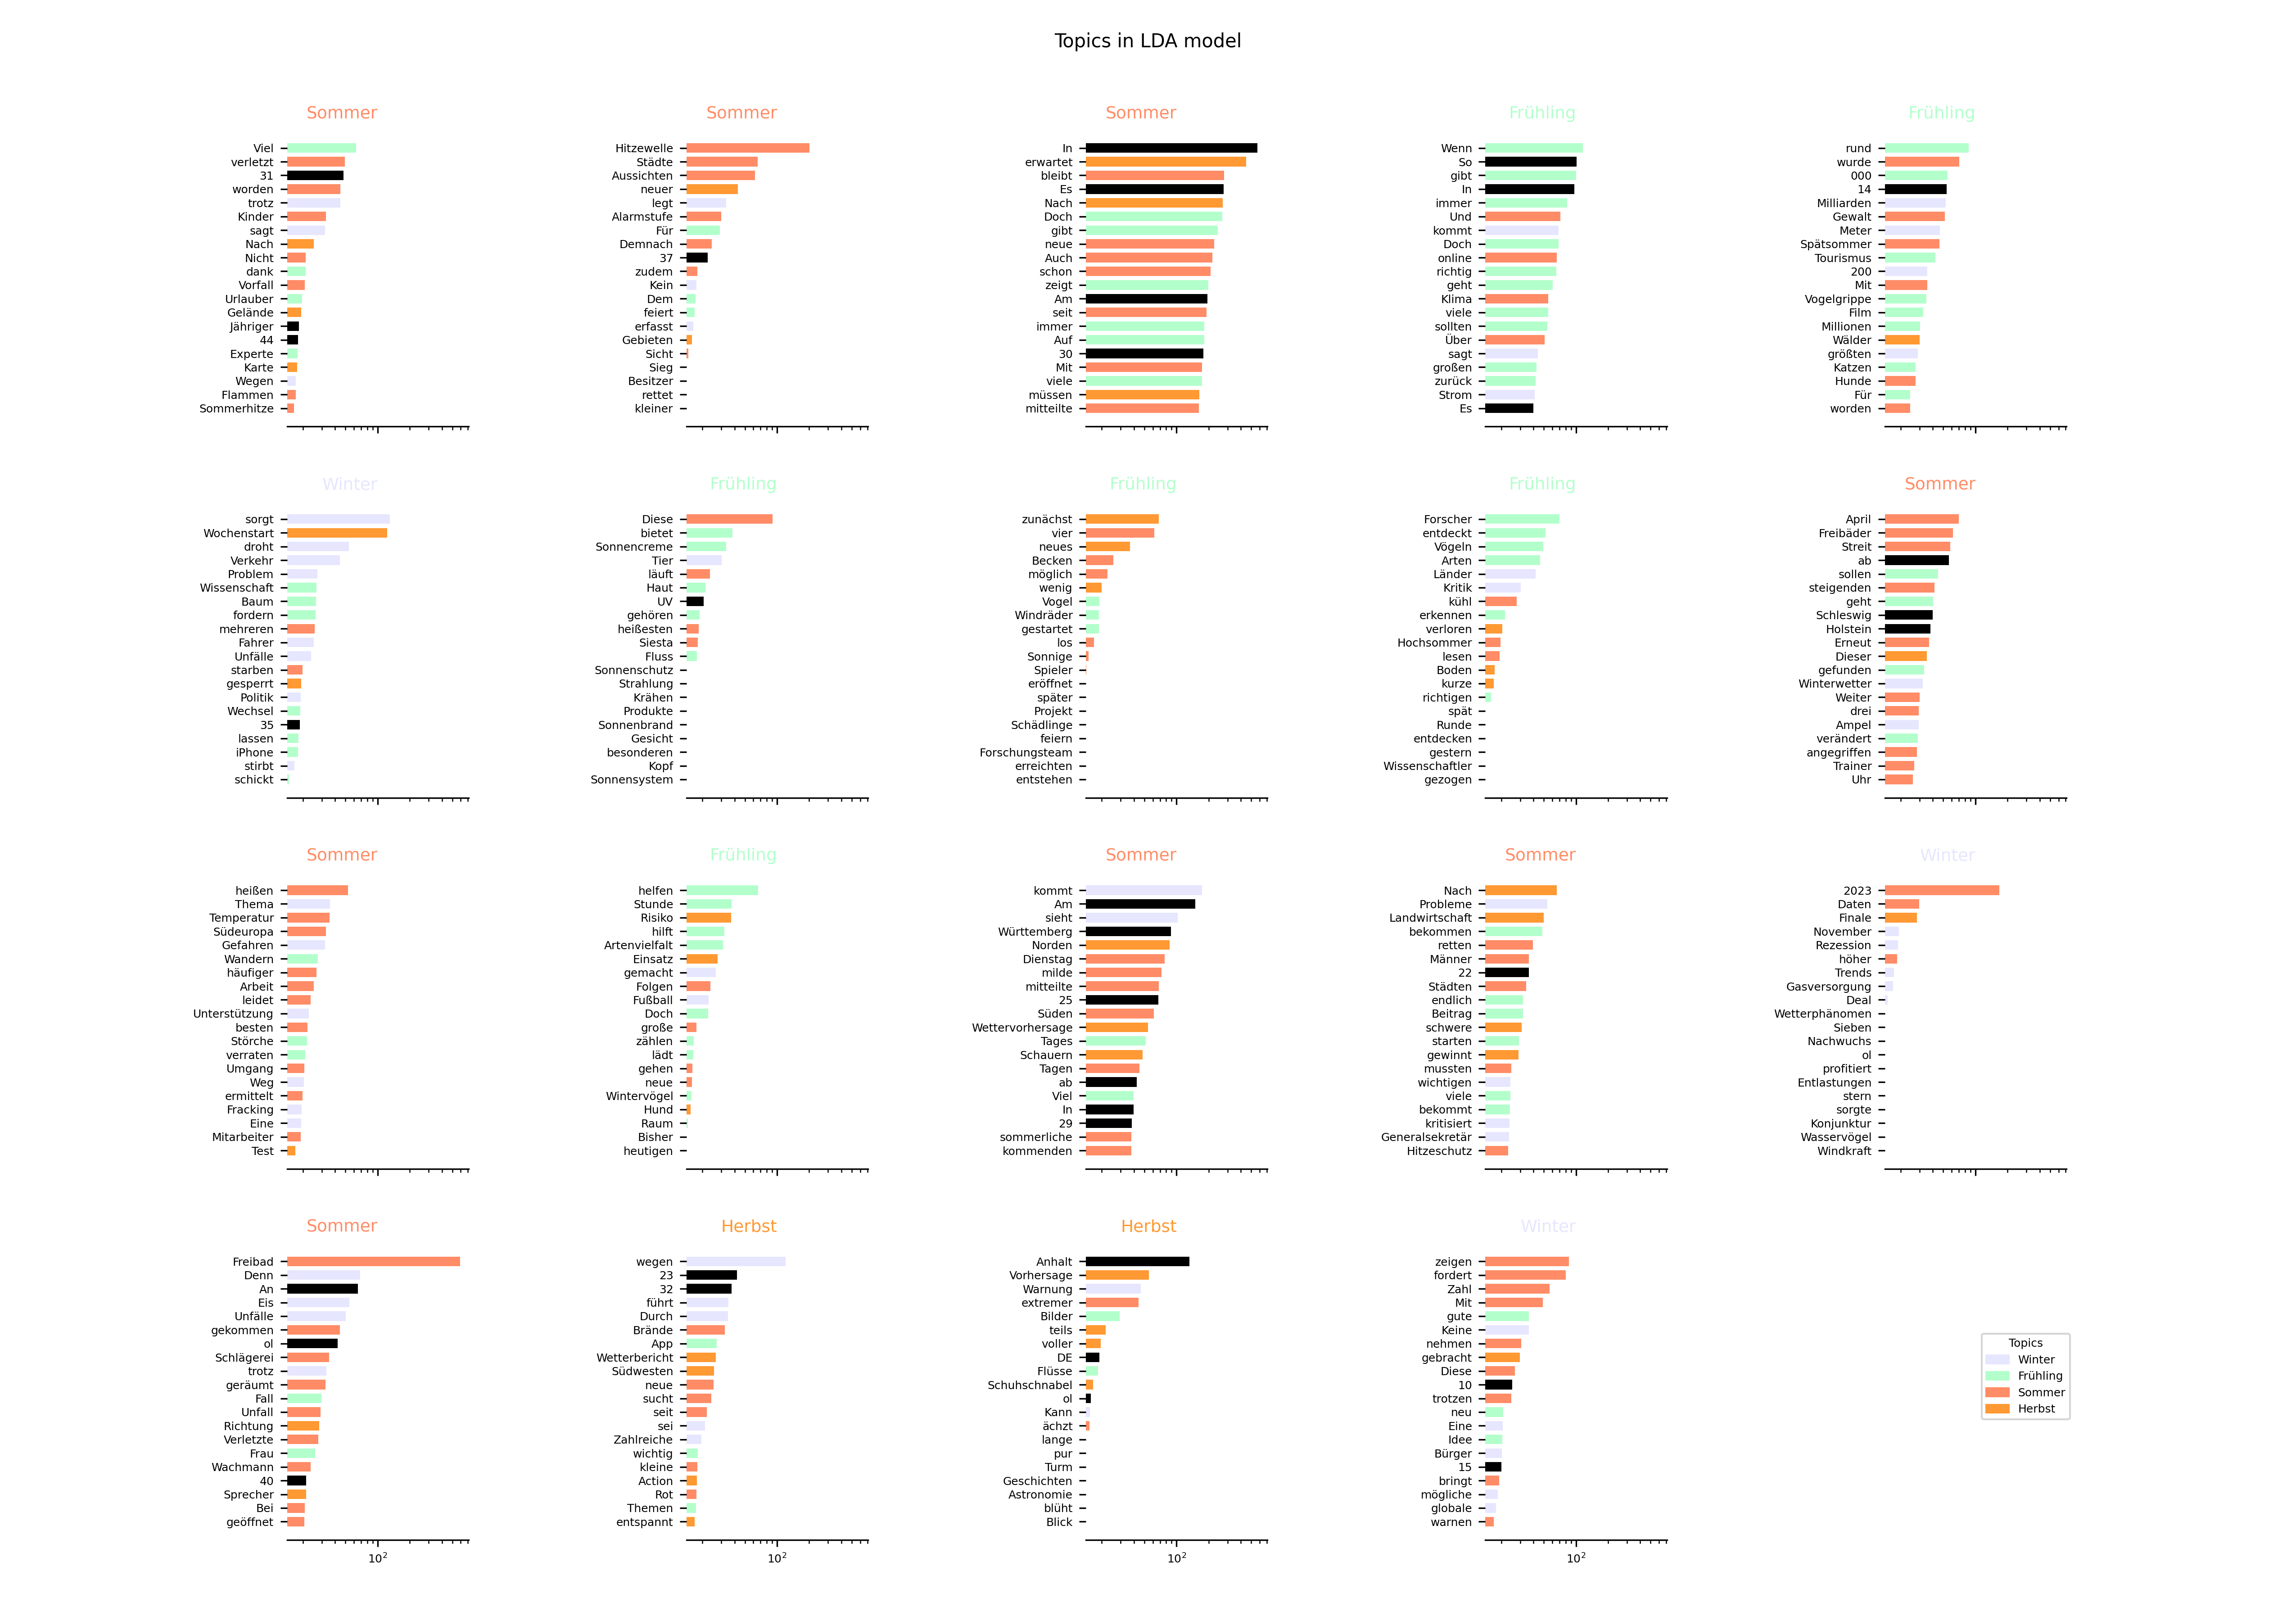 Topics in LDA model
Sommer
Viel
verletzt
31
worden
trotz
Kinder
sagt
Nach
Nicht
dank
Vorfall
Urlauber
Gelände
Jähriger
44
Experte
Karte
Wegen
Flammen
Sommerhitze
Sommer
Hitzewelle
Städte
Aussichten
neuer
legt
Alarmstufe
Für
Demnach
37
zudem
Kein
Dem
feiert
erfasst
Gebieten
Sicht
Sieg
Besitzer
rettet
kleiner
Sommer
In
erwartet
bleibt
Es
Nach
Doch
gibt
neue
Auch
schon
zeigt
Am
seit
immer
Auf
30
Mit
viele
müssen
mitteilte
Frühling
Wenn
So
gibt
In
immer
Und
kommt
Doch
online
richtig
geht
Klima
viele
sollten
Über
sagt
großen
zurück
Strom
Es
Frühling
rund
wurde
000
14
Milliarden
Gewalt
Meter
Spätsommer
Tourismus
200
Mit
Vogelgrippe
Film
Millionen
Wälder
größten
Katzen
Hunde
Für
worden
Winter
sorgt
Wochenstart
droht
Verkehr
Problem
Wissenschaft
Baum
fordern
mehreren
Fahrer
Unfälle
starben
gesperrt
Politik
Wechsel
35
lassen
iPhone
stirbt
schickt
Frühling
Diese
bietet
Sonnencreme
Tier
läuft
Haut
UV
gehören
heißesten
Siesta
Fluss
Sonnenschutz
Strahlung
Krähen
Produkte
Sonnenbrand
Gesicht
besonderen
Kopf
Sonnensystem
Frühling
zunächst
vier
neues
Becken
möglich
wenig
Vogel
Windräder
gestartet
los
Sonnige
Spieler
eröffnet
später
Projekt
Schädlinge
feiern
Forschungsteam
erreichten
entstehen
Frühling
Forscher
entdeckt
Vögeln
Arten
Länder
Kritik
kühl
erkennen
verloren
Hochsommer
lesen
Boden
kurze
richtigen
spät
Runde
entdecken
gestern
Wissenschaftler
gezogen
Sommer
April
Freibäder
Streit
ab
sollen
steigenden
geht
Schleswig
Holstein
Erneut
Dieser
gefunden
Winterwetter
Weiter
drei
Ampel
verändert
angegriffen
Trainer
Uhr
Sommer
heißen
Thema
Temperatur
Südeuropa
Gefahren
Wandern
häufiger
Arbeit
leidet
Unterstützung
besten
Störche
verraten
Umgang
Weg
ermittelt
Fracking
Eine
Mitarbeiter
Test
Frühling
helfen
Stunde
Risiko
hilft
Artenvielfalt
Einsatz
gemacht
Folgen
Fußball
Doch
große
zählen
lädt
gehen
neue
Wintervögel
Hund
Raum
Bisher
heutigen
Sommer
kommt
Am
sieht
Württemberg
Norden
Dienstag
milde
mitteilte
25
Süden
Wettervorhersage
Tages
Schauern
Tagen
ab
Viel
In
29
sommerliche
kommenden
Sommer
Nach
Probleme
Landwirtschaft
bekommen
retten
Männer
22
Städten
endlich
Beitrag
schwere
starten
gewinnt
mussten
wichtigen
viele
bekommt
kritisiert
Generalsekretär
Hitzeschutz
Winter
2023
Daten
Finale
November
Rezession
höher
Trends
Gasversorgung
Deal
Wetterphänomen
Sieben
Nachwuchs
ol
profitiert
Entlastungen
stern
sorgte
Konjunktur
Wasservögel
Windkraft
Sommer
Freibad
Denn
An
Eis
Unfälle
gekommen
ol
Schlägerei
trotz
geräumt
Fall
Unfall
Richtung
Verletzte
Frau
Wachmann
40
Sprecher
Bei
geöffnet
10²
Herbst
wegen
23
32
führt
Durch
Brände
App
Wetterbericht
Südwesten
neue
sucht
seit
sei
Zahlreiche
wichtig
kleine
Action
Rot
Themen
entspannt
10²
Herbst
Anhalt
Vorhersage
Warnung
extremer
Bilder
teils
voller
DE
Flüsse
Schuhschnabel
ol
Kann
ächzt
lange
pur
Turm
Geschichten
Astronomie
blüht
Blick
10²
Winter
zeigen
fordert
Zahl
Mit
gute
Keine
nehmen
gebracht
Diese
10
trotzen
neu
Eine
Idee
Bürger
15
bringt
mögliche
globale
warnen
10²
Topics
Winter
Frühling
Sommer
Herbst